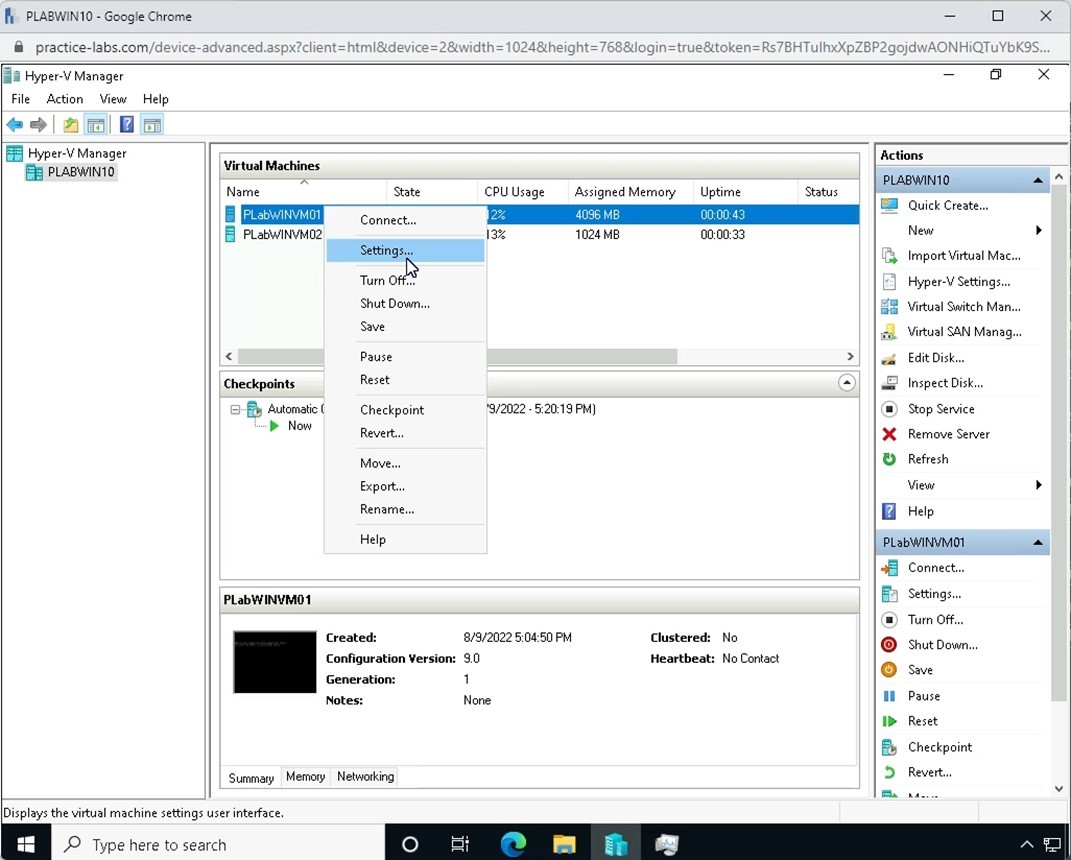 PLABWIN10 - Google Chrome
practice-labs.com/device-advanced.aspx?client=html&device=2&width=1024&height=768&login=true&token=Rs7BHTuIhxXpZBP2gojdwAONHiQTuYbK9S...
Hyper-V Manager
File Action View Help
Hyper-V Manager
PLABWIN10
Virtual Machines
Name State CPU Usage Assigned Memory Uptime Status
PLabWINVM01 12% 4096 MB 00:00:43
PLabWINVM02 13% 1024 MB 00:00:33
Connect...
Settings...
Turn Off...
Shut Down...
Save
Pause
Reset
Checkpoint
Revert...
Move...
Export...
Rename...
Help
Checkpoints
Automatic /9/2022 - 5:20:19 PM)
Now
PLabWINVM01
Created: 8/9/2022 5:04:50 PM Clustered: No
Configuration Version: 9.0 Heartbeat: No Contact
Generation: 1
Notes: None
Summary Memory Networking
Actions
PLABWIN10
Quick Create...
New
Import Virtual Mac...
Hyper-V Settings...
Virtual Switch Man...
Virtual SAN Manag...
Edit Disk...
Inspect Disk...
Stop Service
Remove Server
Refresh
View
Help
PLabWINVM01
Connect...
Settings...
Turn Off...
Shut Down...
Save
Pause
Reset
Checkpoint
Revert...
Displays the virtual machine settings user interface.
Type here to search